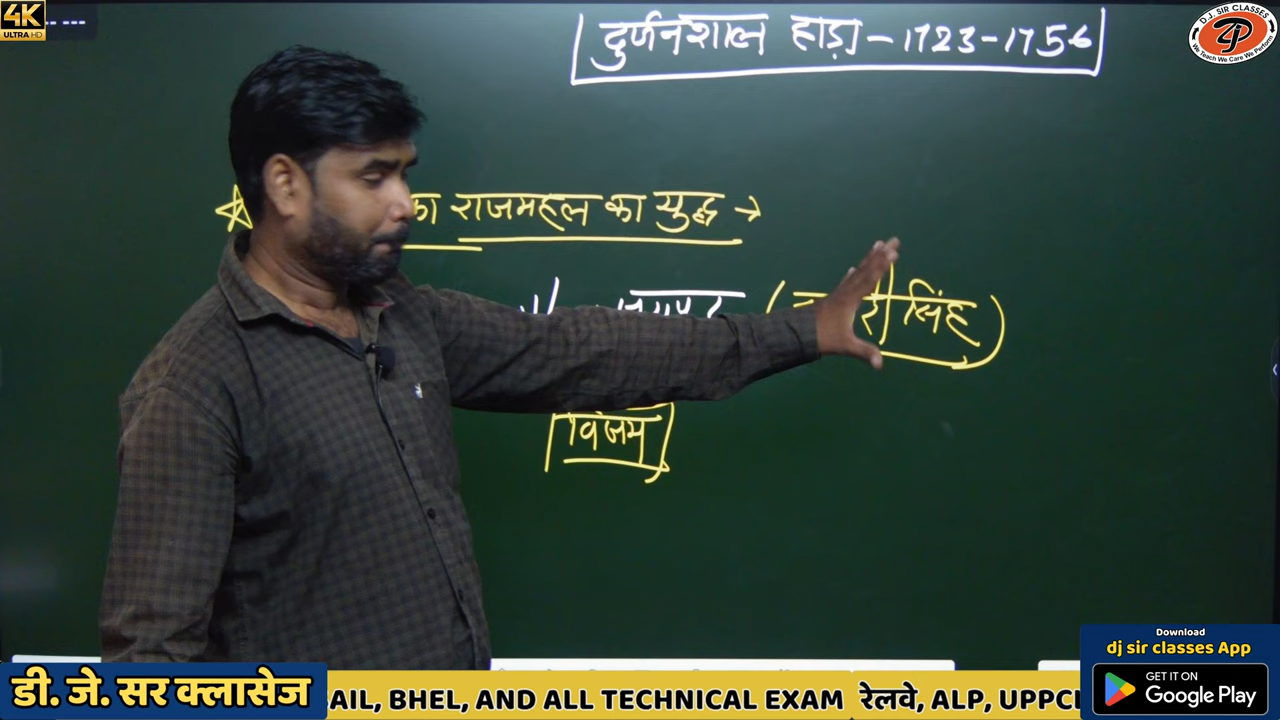 4K
ULTRA HD
D.J. SIR CLASSES
We Teach We Care We Perform
दुर्जनशाल हाड़ा - 1723-1756
का राजमहल का युद्ध →
सिंह)
विजय
Download
dj sir classes App
GET IT ON
Google Play
डी. जे. सर क्लासेज
AIL, BHEL, AND ALL TECHNICAL EXAM रेलवे, ALP, UPPC